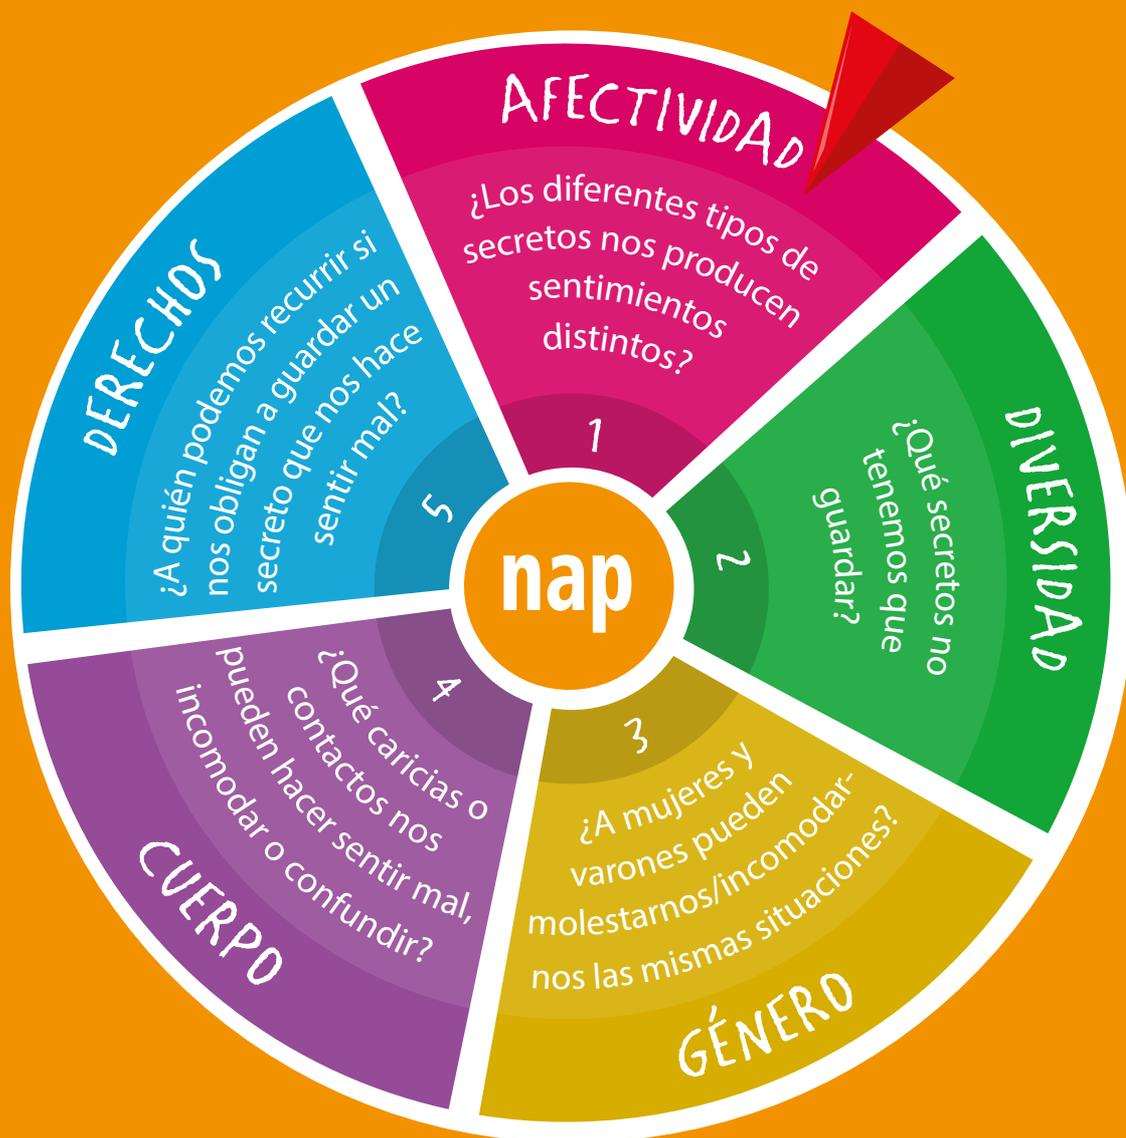 AFECTIVIDAD
¿Los diferentes tipos de
secretos nos producen
sentimientos
distintos?
1
DIVERSIDAD
¿Qué secretos no
tenemos que
guardar?
2
GÉNERO
¿A mujeres y
varones pueden
molestarnos/incomodar-
nos las mismas situaciones?
3
CUERPO
¿Qué caricias o
contactos nos
pueden hacer sentir mal,
incomodar o confundir?
4
DERECHOS
¿A quién podemos recurrir si
nos obligan a guardar un
secreto que nos hace
sentir mal?
5
nap